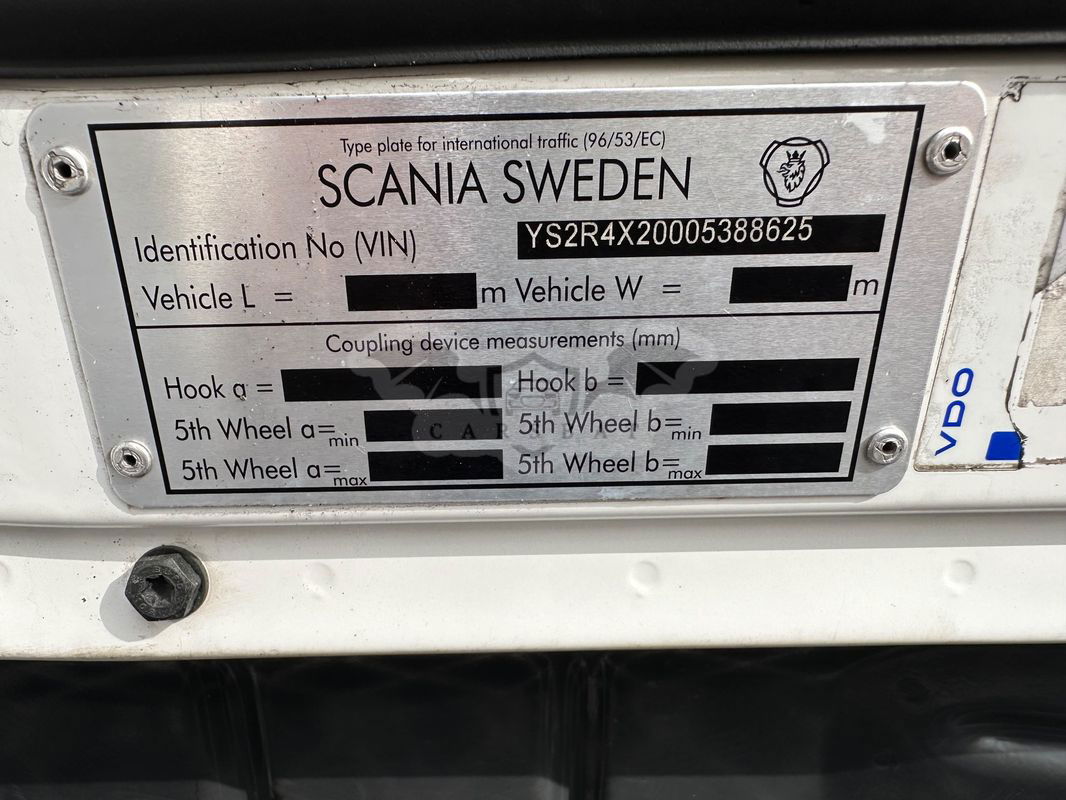 Type plate for international traffic (96/53/EC)
SCANIA SWEDEN
Identification No (VIN) YS2R4X20005388625
Vehicle L = m Vehicle W = m
Coupling device measurements (mm)
Hook a = Hook b =
5th Wheel a= min 5th Wheel b= min
5th Wheel a= max 5th Wheel b= max
VDO